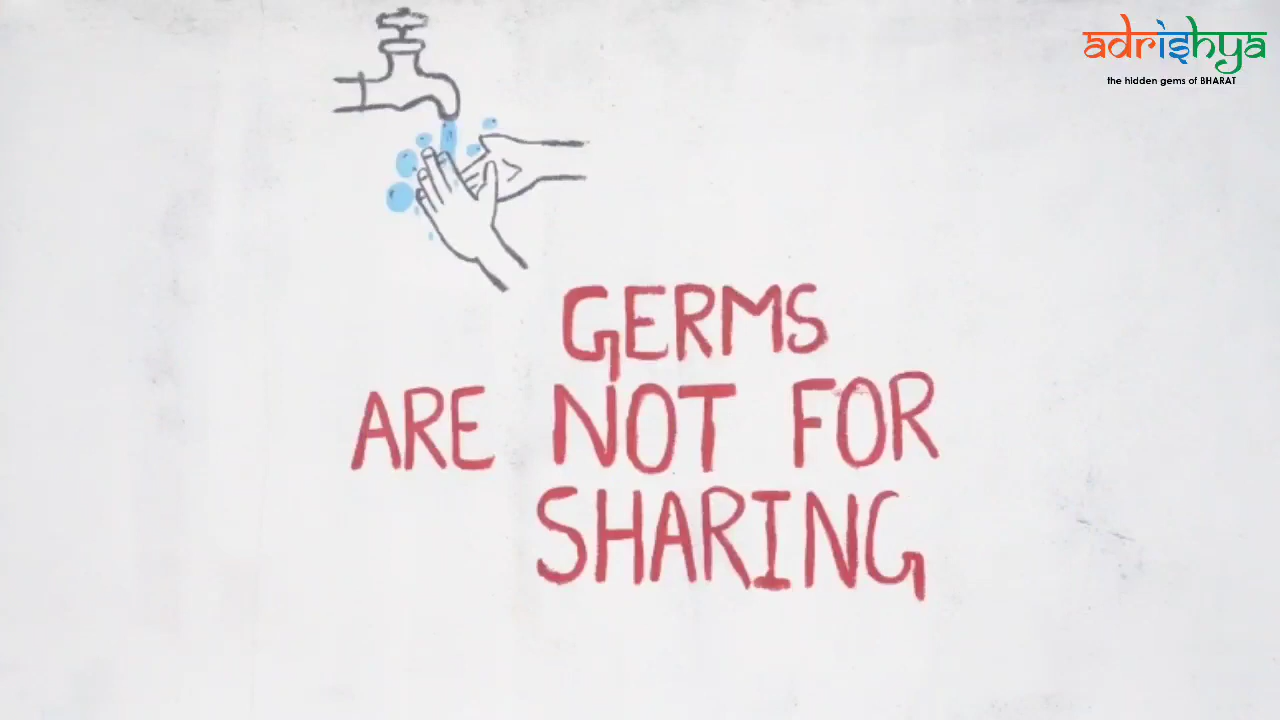 adrishya
the hidden gems of BHARAT
GERMS
ARE NOT FOR
SHARING